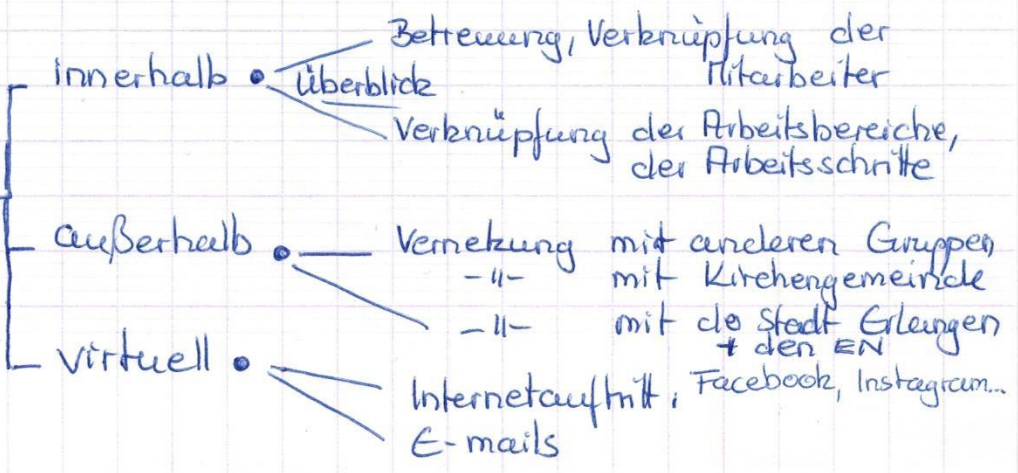 Betreuung, Verknüpfung der
innerhalb • Überblick Mitarbeiter
Verknüpfung der Arbeitsbereiche,
der Arbeitsschritte
außerhalb • Vernetzung mit anderen Gruppen
-"- mit Kirchengemeinde
-"- mit de Stadt Erlangen
+ den EN
virtuell •
Internetauftritt, Facebook, Instagram...
E-mails